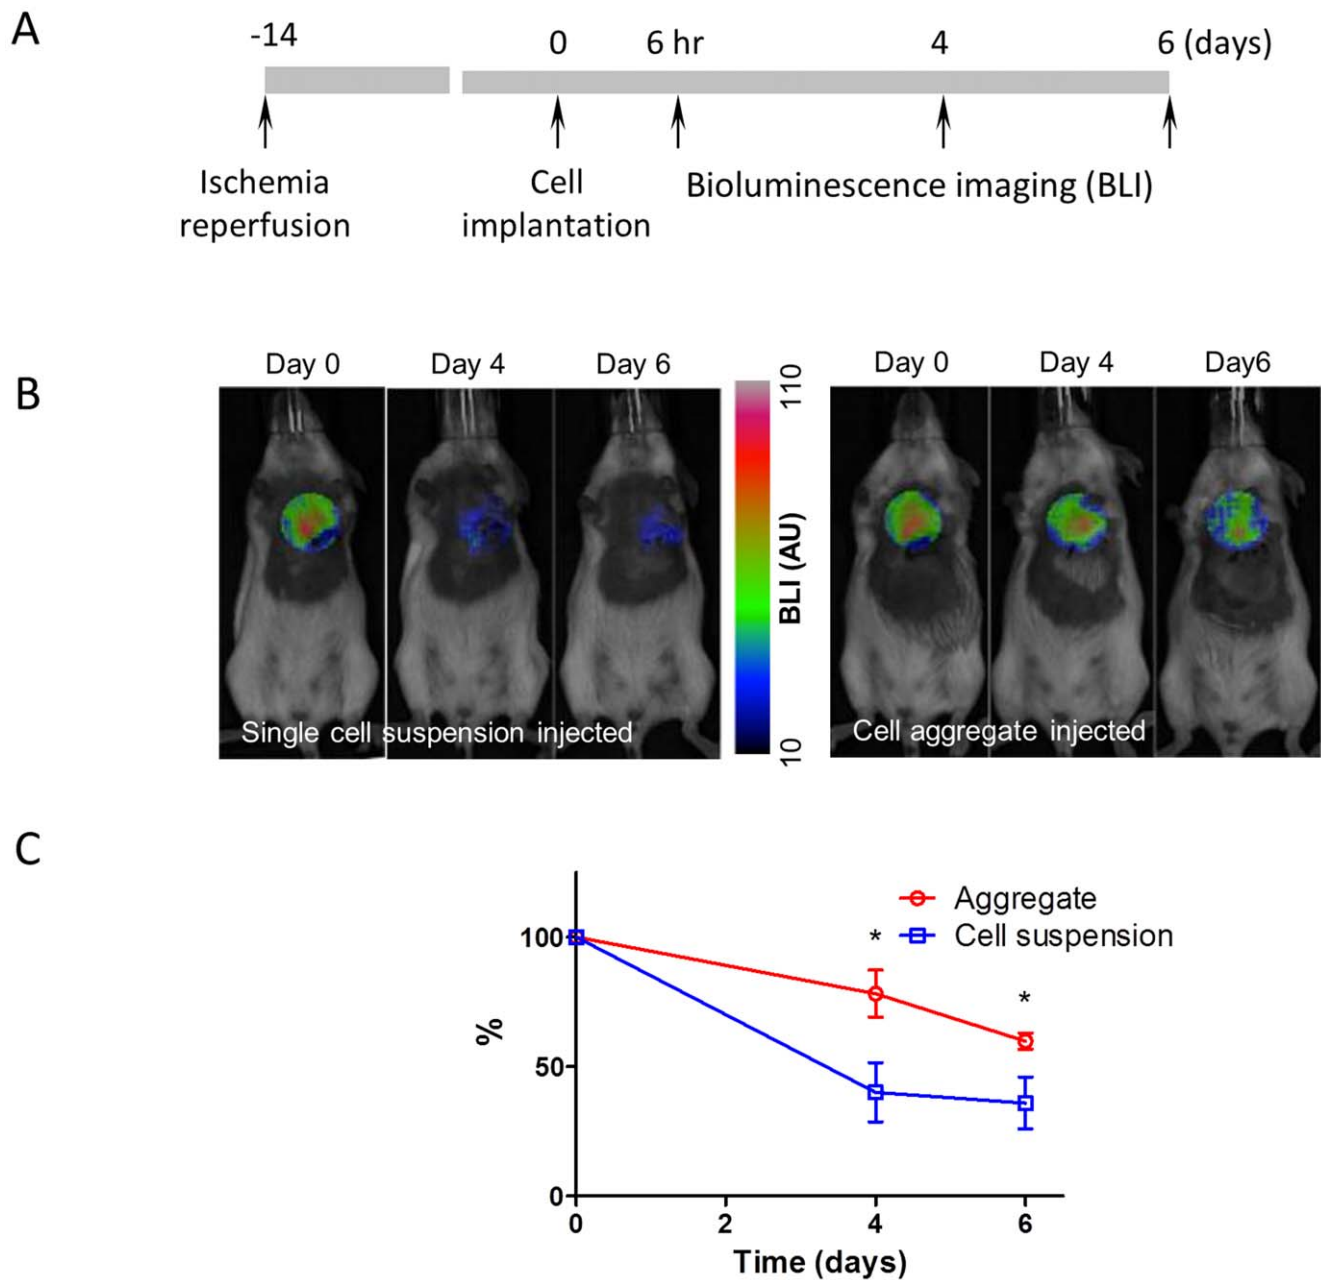 A
-14
0
6 hr
4
6 (days)
Ischemia
reperfusion
Cell
implantation
Bioluminescence imaging (BLI)
B
Day 0
Day 4
Day 6
110
BLI (AU)
10
Day 0
Day 4
Day6
Single cell suspension injected
Cell aggregate injected
C
Aggregate
Cell suspension
*
*
100
50
0
%
0
2
4
6
Time (days)